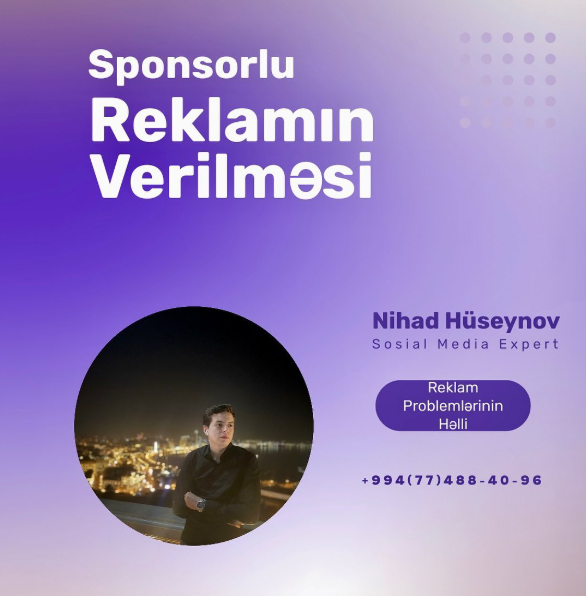 Sponsorlu
Reklamın
Verilməsi
Nihad Hüseynov
Sosial Media Expert
Reklam
Problemlərinin
Həlli
+994(77)488-40-96